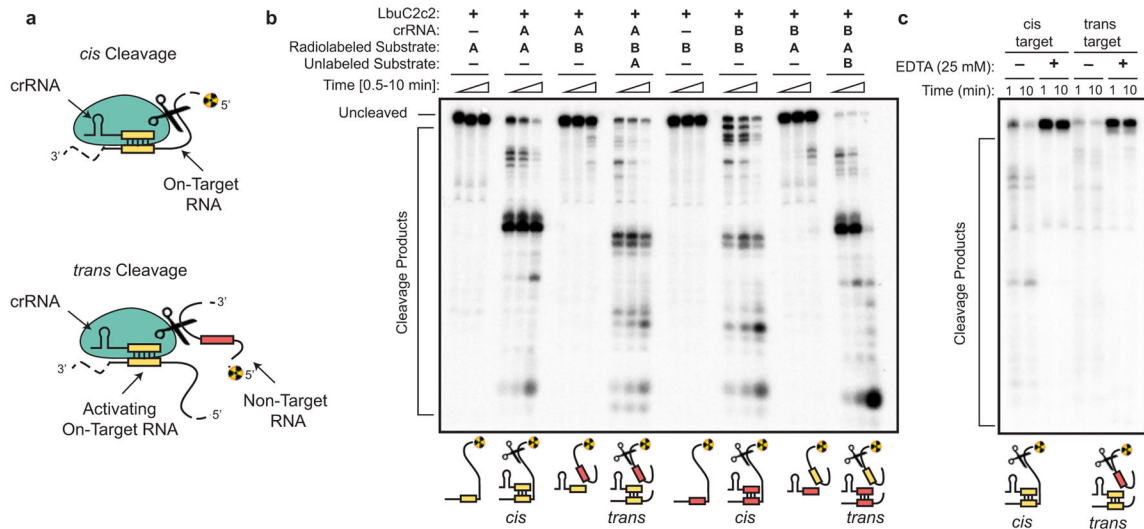 a
cis Cleavage
crRNA
5'
3'
On-Target
RNA
trans Cleavage
crRNA
3'
3'
5'
Activating
On-Target RNA
5'
Non-Target
RNA
b
LbuC2c2: + + + + + + + +
crRNA: – A A A – B B B
Radiolabeled Substrate: A A B B B B A A
Unlabeled Substrate: – – – A – – – B
Time [0.5-10 min]
Uncleaved
Cleavage Products
cis trans cis trans
c
cis trans
target target
EDTA (25 mM): – + – +
Time (min): 1 10 1 10 1 10 1 10
Cleavage Products
cis trans